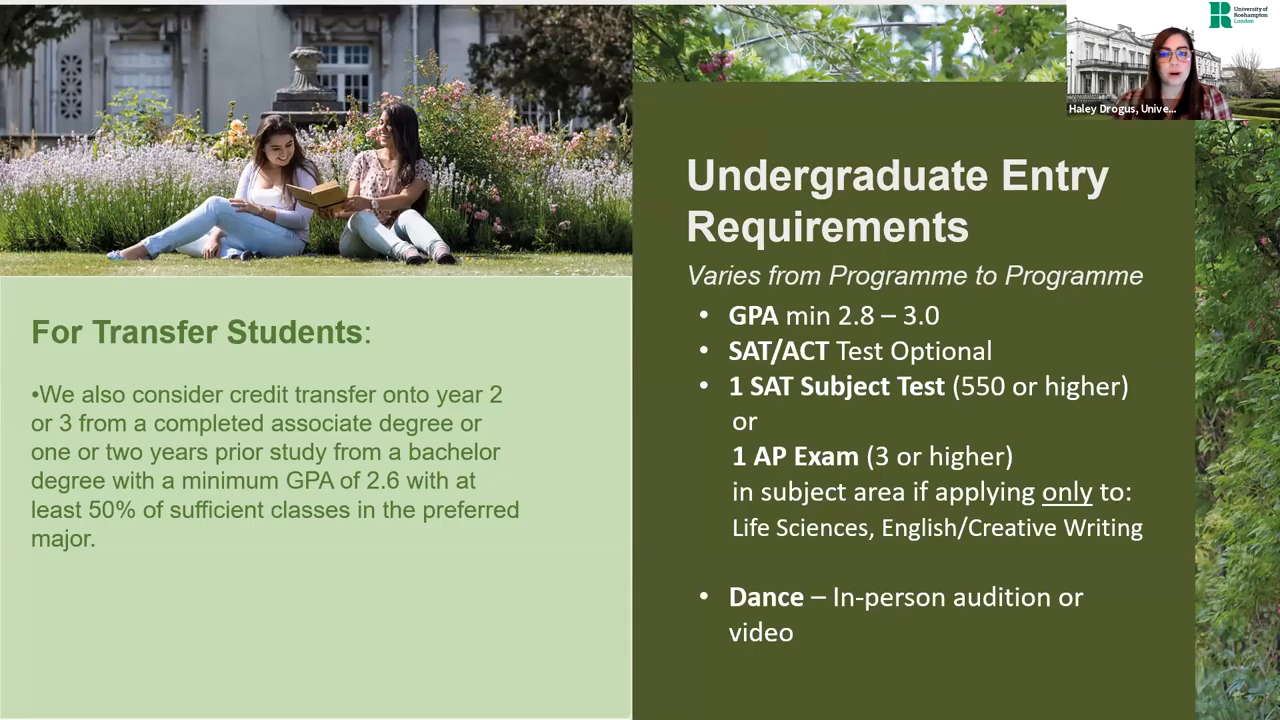 University of
Roehampton
London
Haley Drogus, Unive...
Undergraduate Entry
Requirements
Varies from Programme to Programme
• GPA min 2.8 – 3.0
• SAT/ACT Test Optional
• 1 SAT Subject Test (550 or higher)
or
1 AP Exam (3 or higher)
in subject area if applying only to:
Life Sciences, English/Creative Writing
• Dance – In-person audition or
video
For Transfer Students:
•We also consider credit transfer onto year 2
or 3 from a completed associate degree or
one or two years prior study from a bachelor
degree with a minimum GPA of 2.6 with at
least 50% of sufficient classes in the preferred
major.